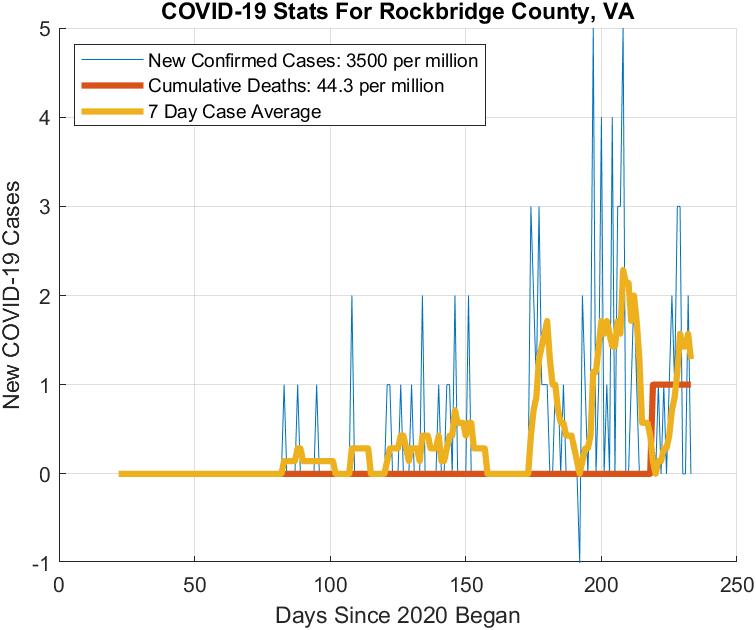 COVID-19 Stats For Rockbridge County, VA
New Confirmed Cases: 3500 per million
Cumulative Deaths: 44.3 per million
7 Day Case Average
New COVID-19 Cases
5
4
3
2
1
0
-1
0 50 100 150 200 250
Days Since 2020 Began